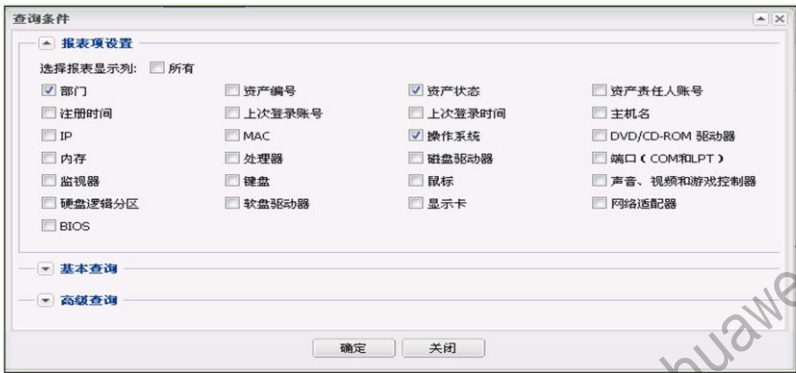 查询条件
报表项设置
选择报表显示列: 所有
部门 资产编号 资产状态 资产责任人账号
注册时间 上次登录账号 上次登录时间 主机名
IP MAC 操作系统 DVD/CD-ROM 驱动器
内存 处理器 磁盘驱动器 端口(COM和LPT)
监视器 键盘 鼠标 声音、视频和游戏控制器
硬盘逻辑分区 软盘驱动器 显示卡 网络适配器
BIOS
基本查询
高级查询
确定 关闭
huawe